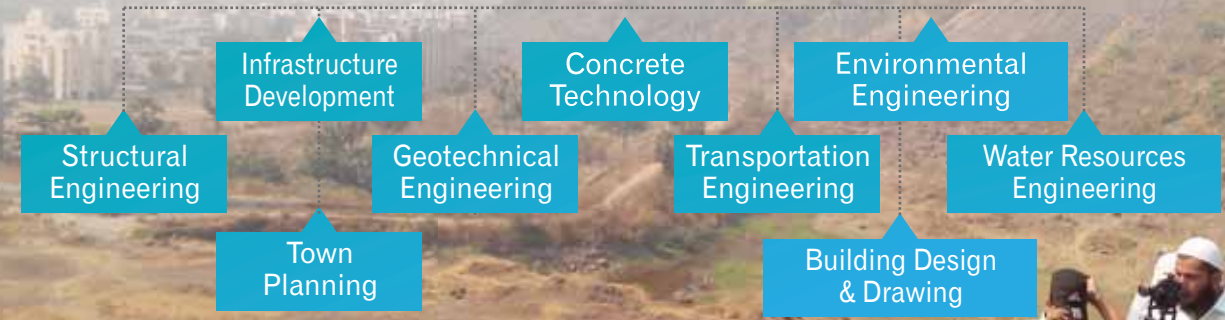 Infrastructure
Development
Concrete
Technology
Environmental
Engineering
Structural
Engineering
Geotechnical
Engineering
Transportation
Engineering
Water Resources
Engineering
Town
Planning
Building Design
& Drawing